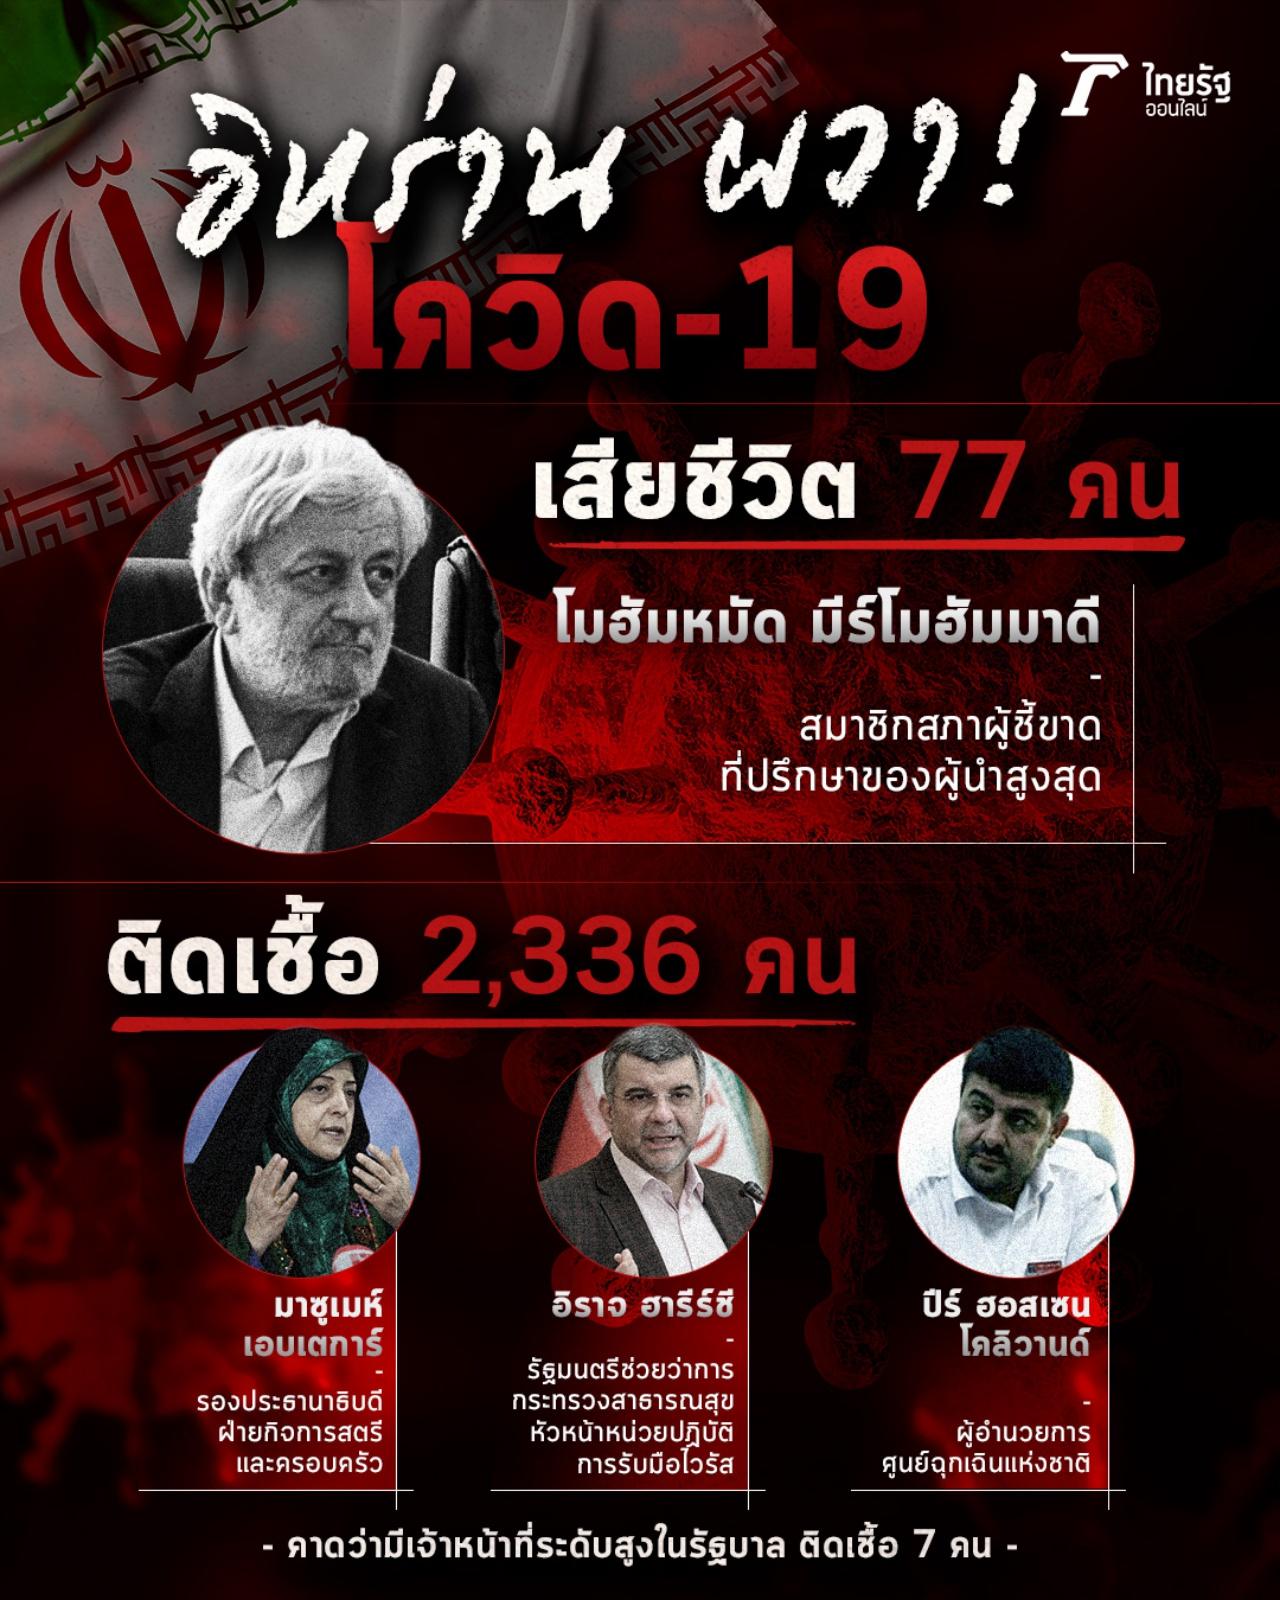 ไทยรัฐ
ออนไลน์
อิหร่าน ผวา!
โควิด-19
เสียชีวิต 77 คน
โมฮัมหมัด มีร์โมฮัมมาดี
-
สมาชิกสภาผู้ชี้ขาด
ที่ปรึกษาของผู้นำสูงสุด
ติดเชื้อ 2,336 คน
มาซูเมห์
เอบเตการ์
-
รองประธานาธิบดี
ฝ่ายกิจการสตรี
และครอบครัว
อิราจ ฮารีร์ชี
-
รัฐมนตรีช่วยว่าการ
กระทรวงสาธารณสุข
หัวหน้าหน่วยปฏิบัติ
การรับมือไวรัส
ปีร์ ฮอสเซน
โคลิวานด์
-
ผู้อำนวยการ
ศูนย์ฉุกเฉินแห่งชาติ
- คาดว่ามีเจ้าหน้าที่ระดับสูงในรัฐบาล ติดเชื้อ 7 คน -